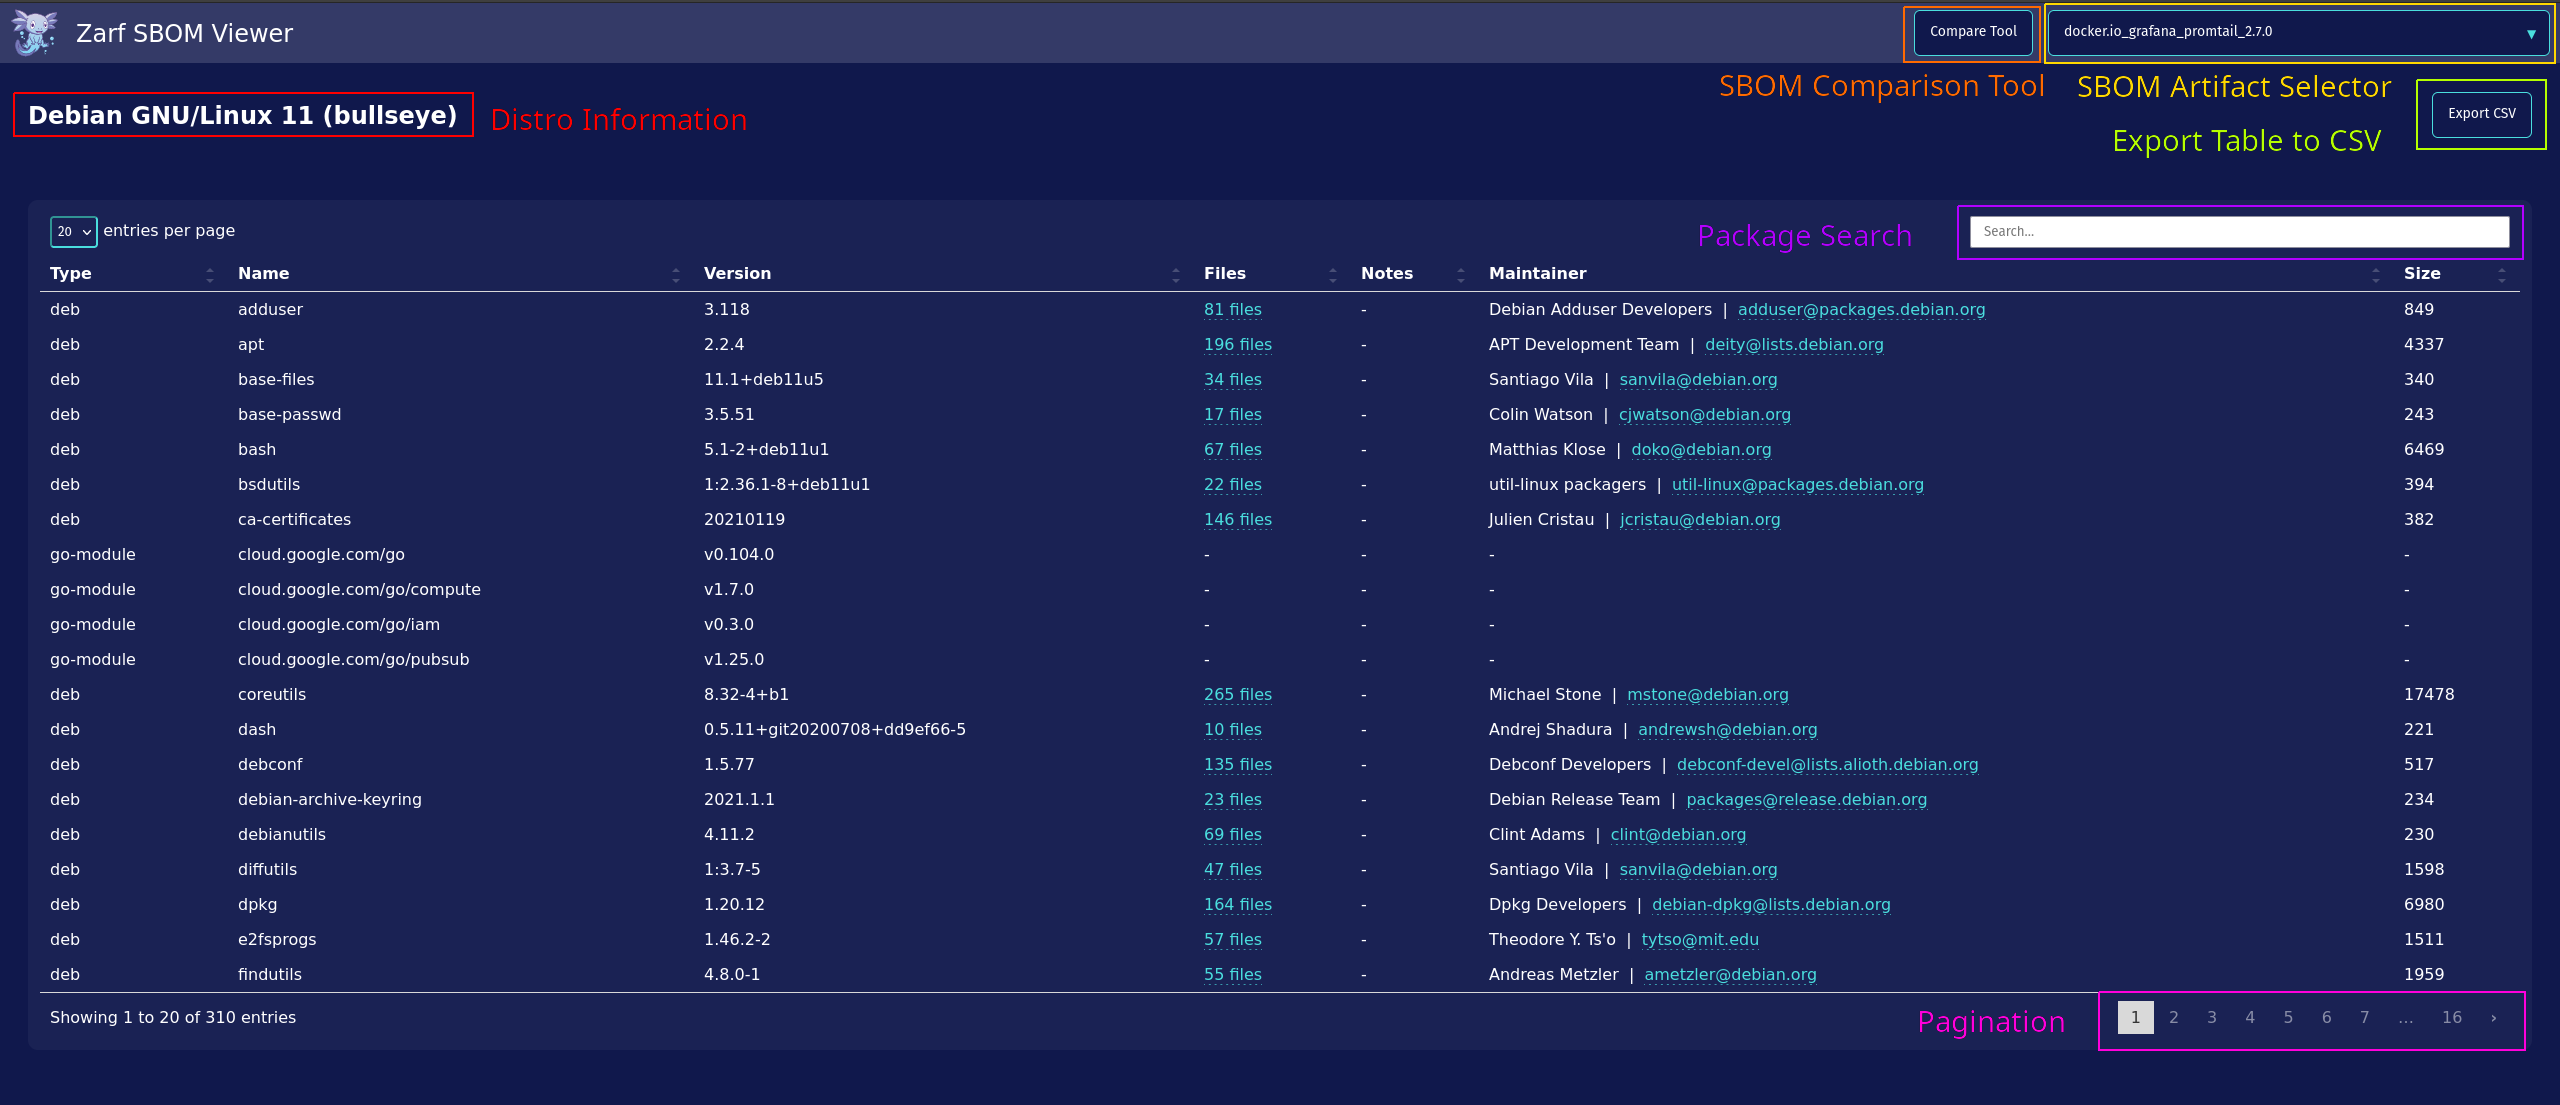 Zarf SBOM Viewer
Compare Tool
docker.io_grafana_promtail_2.7.0
SBOM Comparison Tool
SBOM Artifact Selector
Debian GNU/Linux 11 (bullseye)
Distro Information
Export CSV
Export Table to CSV
20 entries per page
Package Search
Search...
Type Name Version Files Notes Maintainer Size
deb adduser 3.118 81 files - Debian Adduser Developers | adduser@packages.debian.org 849
deb apt 2.2.4 196 files - APT Development Team | deity@lists.debian.org 4337
deb base-files 11.1+deb11u5 34 files - Santiago Vila | sanvila@debian.org 340
deb base-passwd 3.5.51 17 files - Colin Watson | cjwatson@debian.org 243
deb bash 5.1-2+deb11u1 67 files - Matthias Klose | doko@debian.org 6469
deb bsdutils 1:2.36.1-8+deb11u1 22 files - util-linux packagers | util-linux@packages.debian.org 394
deb ca-certificates 20210119 146 files - Julien Cristau | jcristau@debian.org 382
go-module cloud.google.com/go v0.104.0 - - - -
go-module cloud.google.com/go/compute v1.7.0 - - - -
go-module cloud.google.com/go/iam v0.3.0 - - - -
go-module cloud.google.com/go/pubsub v1.25.0 - - - -
deb coreutils 8.32-4+b1 265 files - Michael Stone | mstone@debian.org 17478
deb dash 0.5.11+git20200708+dd9ef66-5 10 files - Andrej Shadura | andrewsh@debian.org 221
deb debconf 1.5.77 135 files - Debconf Developers | debconf-devel@lists.alioth.debian.org 517
deb debian-archive-keyring 2021.1.1 23 files - Debian Release Team | packages@release.debian.org 234
deb debianutils 4.11.2 69 files - Clint Adams | clint@debian.org 230
deb diffutils 1:3.7-5 47 files - Santiago Vila | sanvila@debian.org 1598
deb dpkg 1.20.12 164 files - Dpkg Developers | debian-dpkg@lists.debian.org 6980
deb e2fsprogs 1.46.2-2 57 files - Theodore Y. Ts'o | tytso@mit.edu 1511
deb findutils 4.8.0-1 55 files - Andreas Metzler | ametzler@debian.org 1959
Showing 1 to 20 of 310 entries
Pagination
1 2 3 4 5 6 7 ... 16 ›